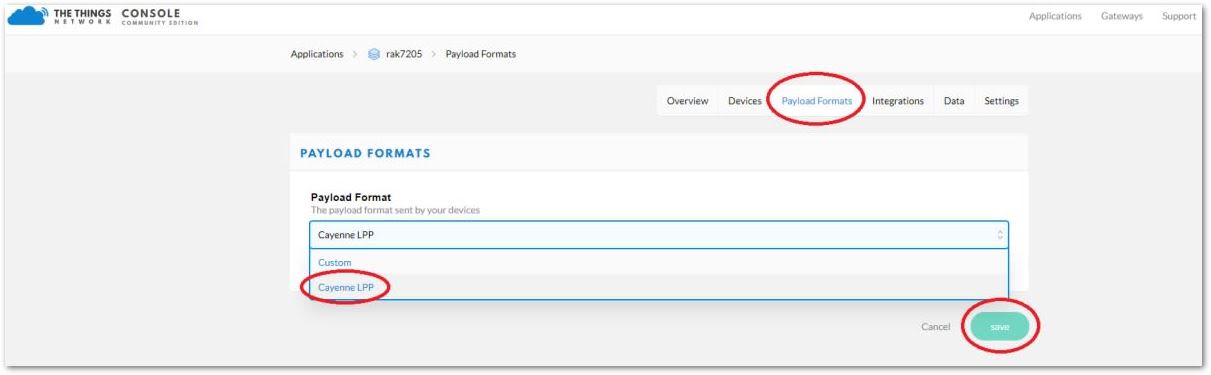 THE THINGS
NETWORK
CONSOLE
COMMUNITY EDITION
Applications Gateways Support
Applications > rak7205 > Payload Formats
Overview Devices Payload Formats Integrations Data Settings
PAYLOAD FORMATS
Payload Format
The payload format sent by your devices
Cayenne LPP
Custom
Cayenne LPP
Cancel save